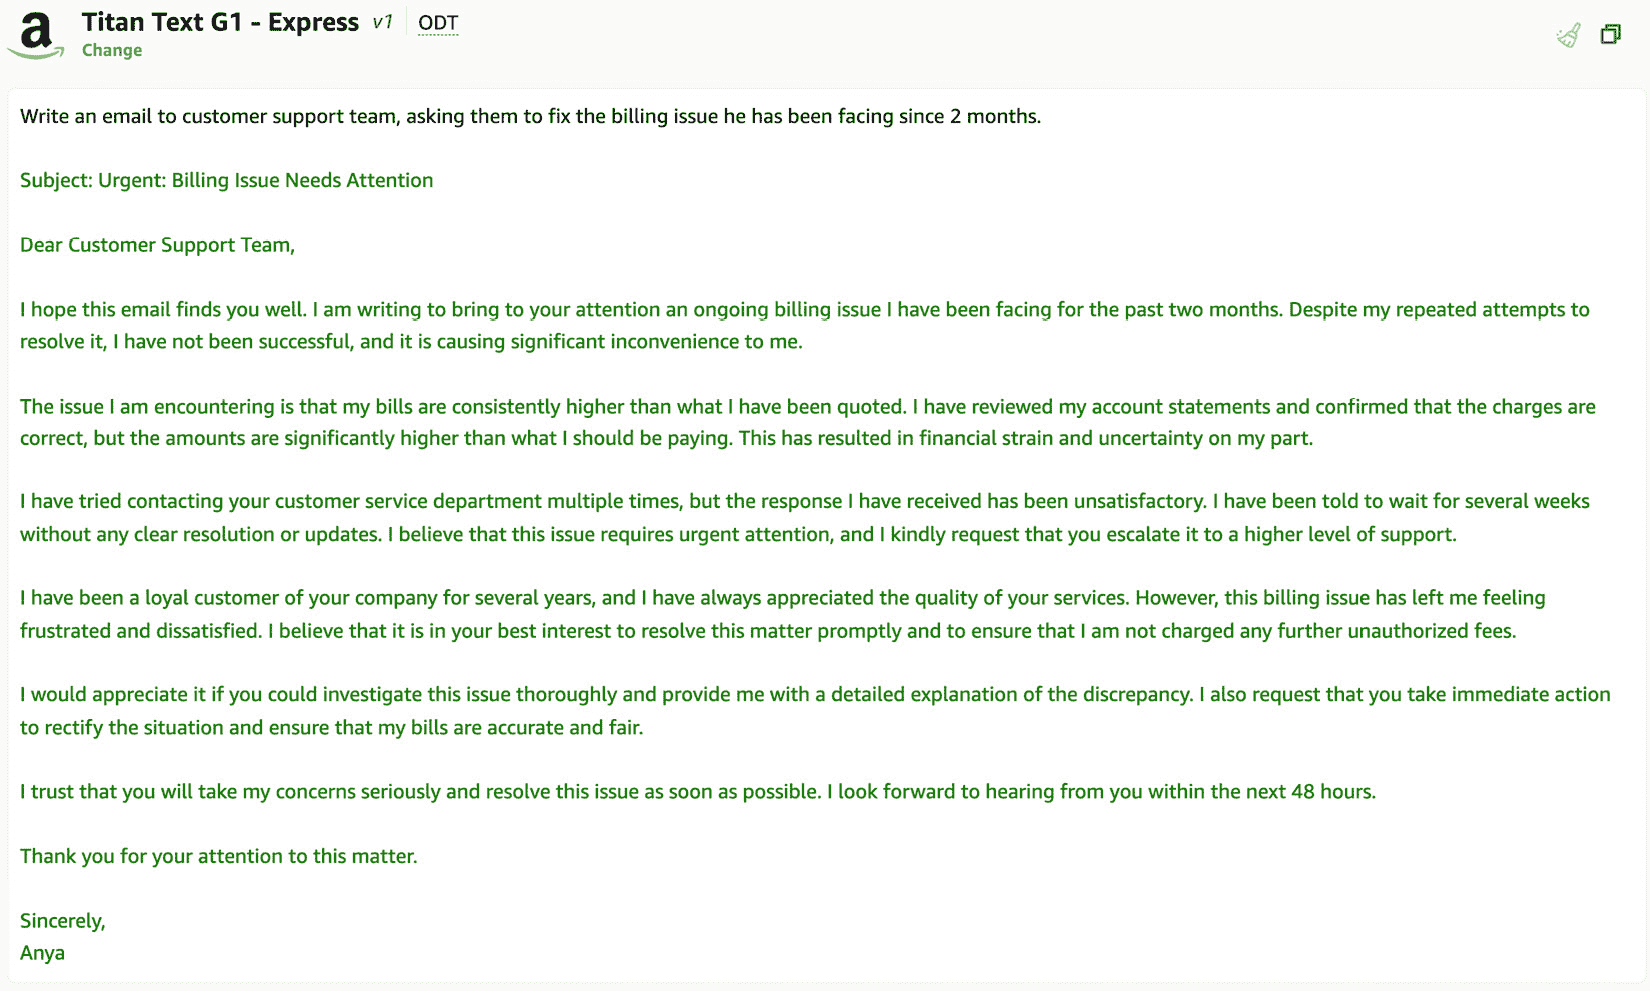 Titan Text G1 - Express v1 ODT
Change
Write an email to customer support team, asking them to fix the billing issue he has been facing since 2 months.
Subject: Urgent: Billing Issue Needs Attention
Dear Customer Support Team,
I hope this email finds you well. I am writing to bring to your attention an ongoing billing issue I have been facing for the past two months. Despite my repeated attempts to
resolve it, I have not been successful, and it is causing significant inconvenience to me.
The issue I am encountering is that my bills are consistently higher than what I have been quoted. I have reviewed my account statements and confirmed that the charges are
correct, but the amounts are significantly higher than what I should be paying. This has resulted in financial strain and uncertainty on my part.
I have tried contacting your customer service department multiple times, but the response I have received has been unsatisfactory. I have been told to wait for several weeks
without any clear resolution or updates. I believe that this issue requires urgent attention, and I kindly request that you escalate it to a higher level of support.
I have been a loyal customer of your company for several years, and I have always appreciated the quality of your services. However, this billing issue has left me feeling
frustrated and dissatisfied. I believe that it is in your best interest to resolve this matter promptly and to ensure that I am not charged any further unauthorized fees.
I would appreciate it if you could investigate this issue thoroughly and provide me with a detailed explanation of the discrepancy. I also request that you take immediate action
to rectify the situation and ensure that my bills are accurate and fair.
I trust that you will take my concerns seriously and resolve this issue as soon as possible. I look forward to hearing from you within the next 48 hours.
Thank you for your attention to this matter.
Sincerely,
Anya